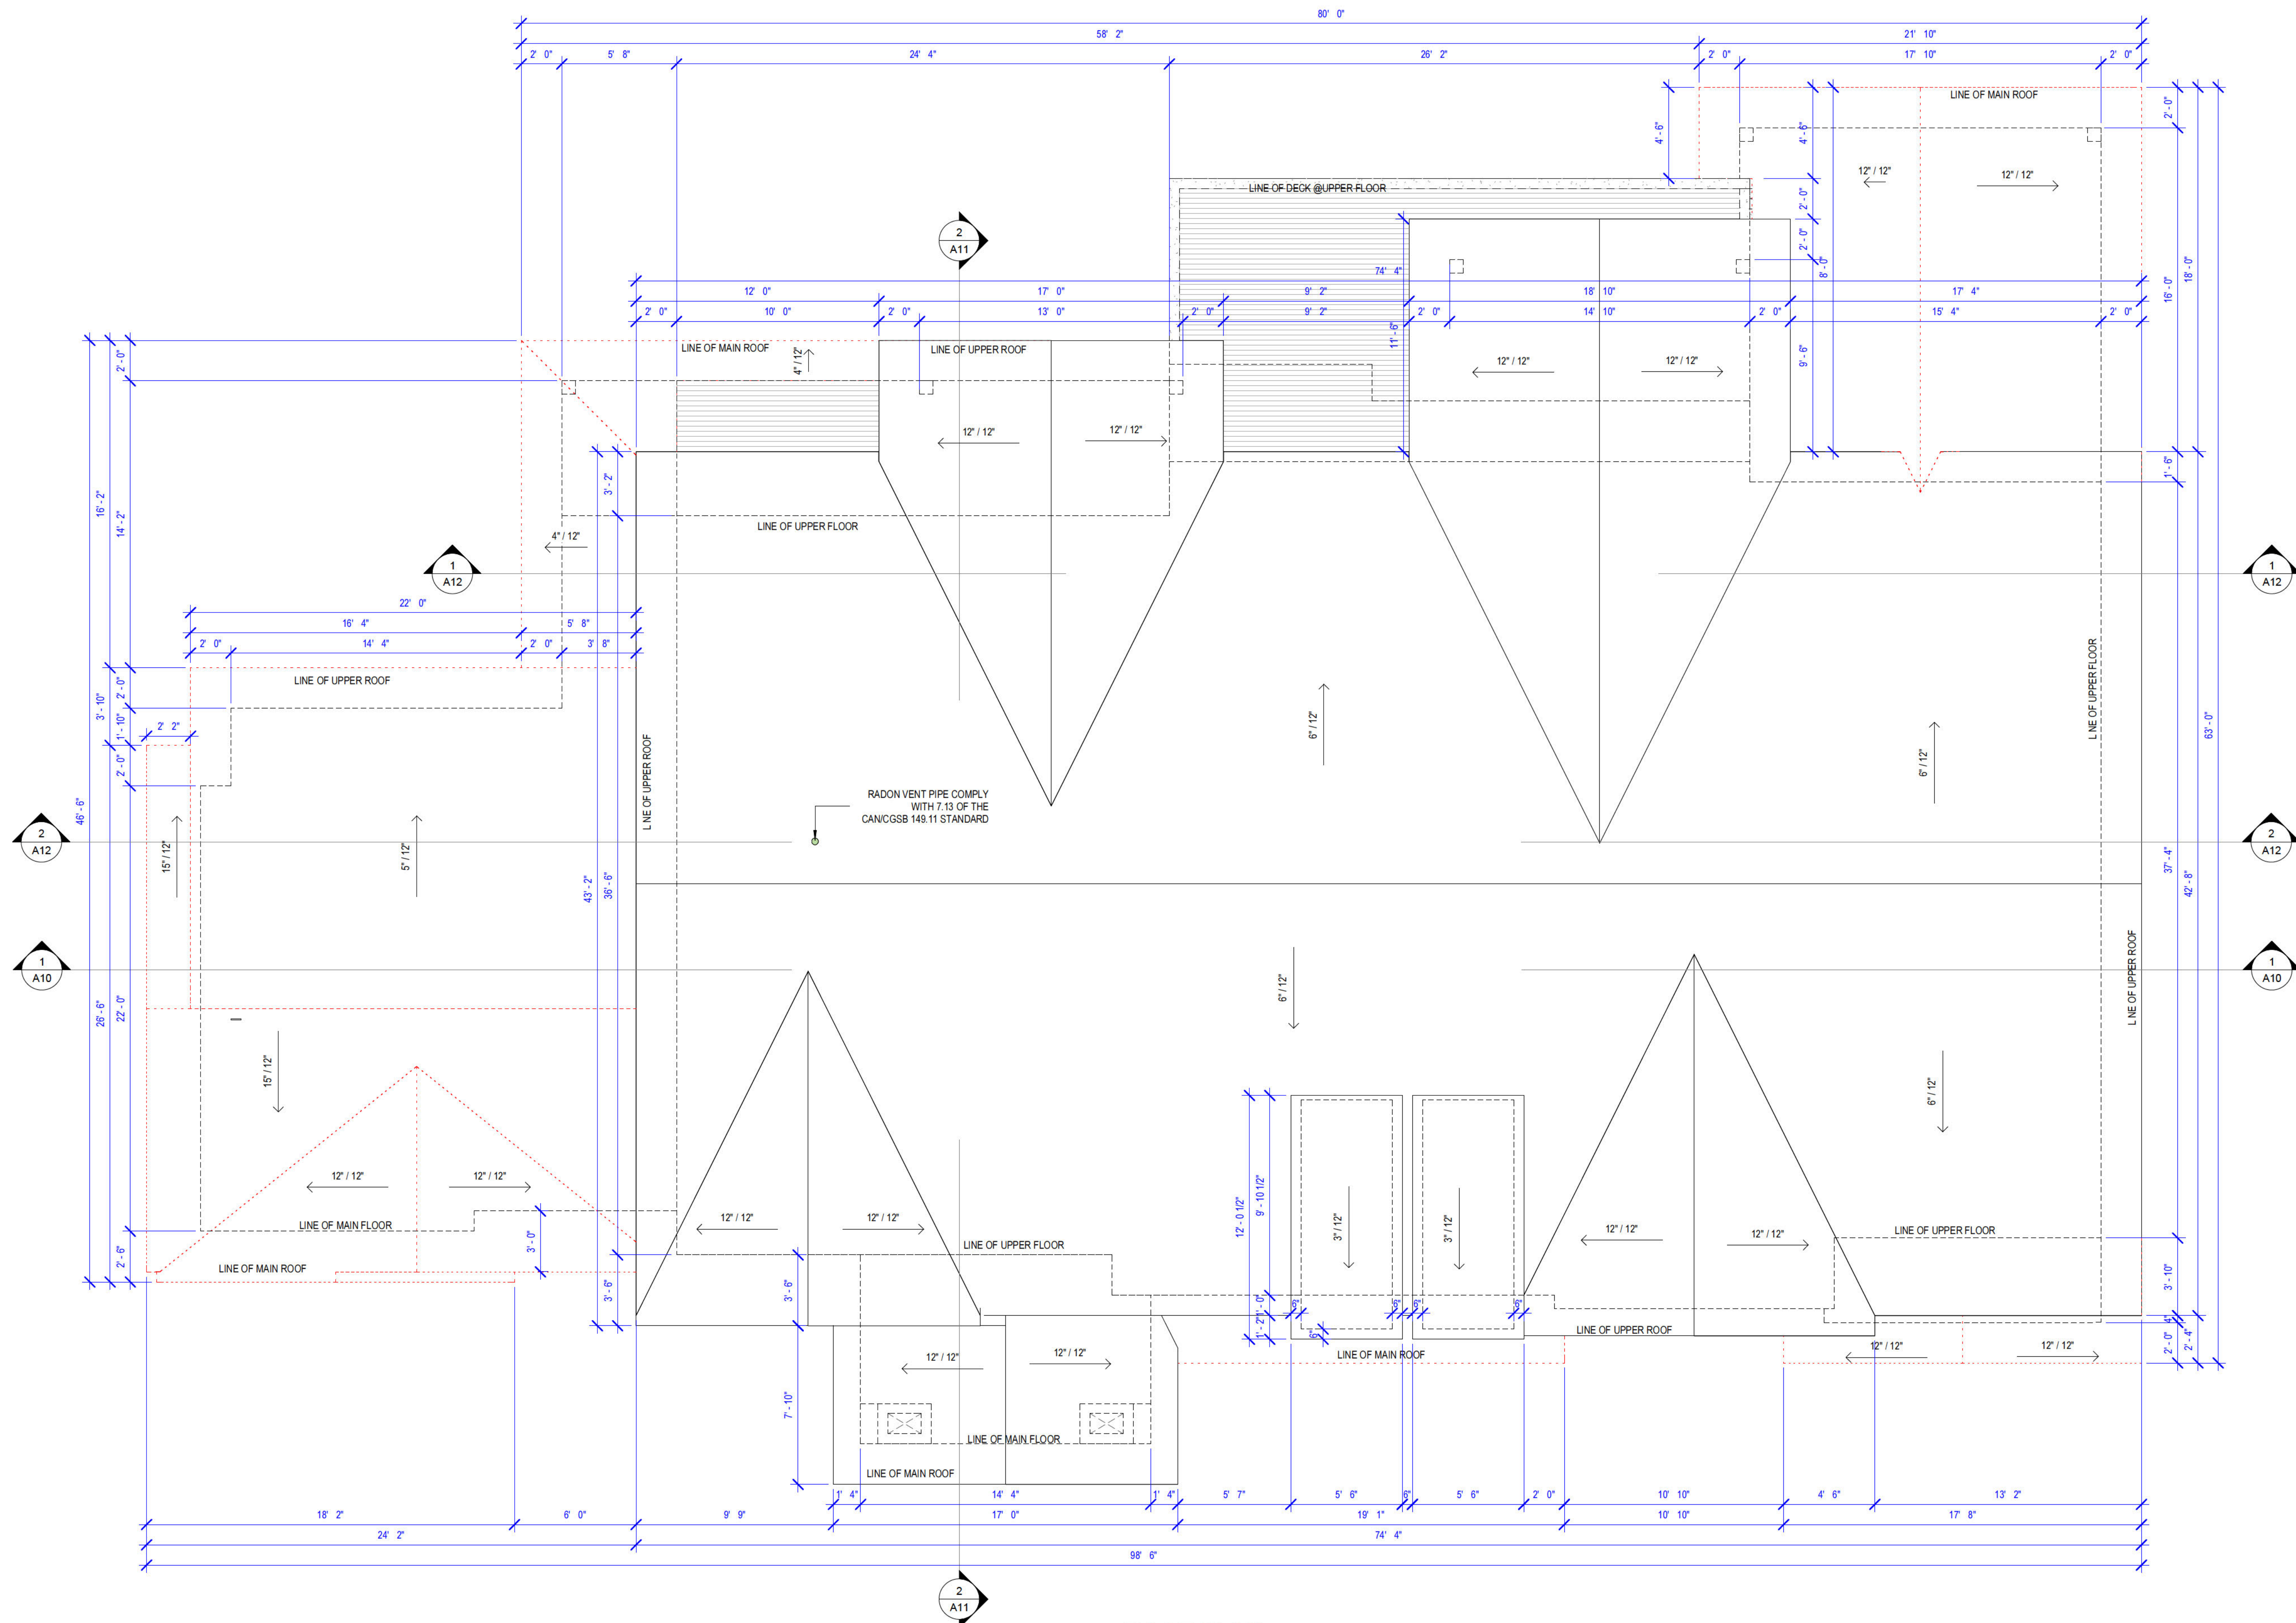 80' 0"
58' 2"
21' 10"
2' 0"
5' 8"
24' 4"
26' 2"
2' 0"
17' 10"
2' 0"
LINE OF MAIN ROOF
2' - 0"
4' - 6"
4' - 6"
12" / 12"
12" / 12"
LINE OF DECK @UPPER FLOOR
2' - 0"
2
A11
2' - 0"
8' - 0"
18' - 0"
16' - 0"
74' 4"
12' 0"
17' 0"
9' 2"
18' 10"
17' 4"
2' 0"
10' 0"
2' 0"
13' 0"
2' 0"
9' 2"
2' 0"
14' 10"
2' 0"
15' 4"
2' 0"
11' - 6"
9' - 6"
2' - 0"
LINE OF MAIN ROOF
4" / 12"
LINE OF UPPER ROOF
12" / 12"
12" / 12"
12" / 12"
12" / 12"
1' - 6"
3' - 2"
16' - 2"
14' - 2"
LINE OF UPPER FLOOR
4" / 12"
1
A12
1
A12
22' 0"
16' 4"
5' 8"
2' 0"
14' 4"
2' 0"
3' 8"
LINE OF UPPER ROOF
3' - 10"
2' - 0"
1' - 10"
2' 2"
2' - 0"
L NE OF UPPER FLOOR
6" / 12"
6" / 12"
63' - 0"
L NE OF UPPER ROOF
RADON VENT PIPE COMPLY
WITH 7.13 OF THE
CAN/CGSB 149.11 STANDARD
46' - 6"
2
A12
2
A12
15" / 12"
5" / 12"
43' - 2"
36' - 6"
37' - 4"
42' - 8"
1
A10
1
A10
26' - 6"
22' - 0"
6" / 12"
L NE OF UPPER ROOF
15" / 12"
6" / 12"
12" / 12"
12" / 12"
12' - 0 1/2"
9' - 10 1/2"
LINE OF MAIN FLOOR
3' - 0"
12" / 12"
12" / 12"
LINE OF UPPER FLOOR
3" / 12"
3" / 12"
12" / 12"
12" / 12"
LINE OF UPPER FLOOR
2' - 6"
LINE OF MAIN ROOF
3' - 6"
3' - 6"
3' - 10"
1' - 0"
1' - 2"
6"
6"
6"
6"
6"
4"
LINE OF UPPER ROOF
LINE OF MAIN ROOF
12" / 12"
12" / 12"
12" / 12"
12" / 12"
2' - 0"
2' - 4"
7' - 10"
LINE OF MAIN FLOOR
LINE OF MAIN ROOF
1' 4"
14' 4"
1' 4"
5' 7"
5' 6"
6"
5' 6"
2' 0"
10' 10"
4' 6"
13' 2"
18' 2"
6' 0"
9' 9"
17' 0"
19' 1"
10' 10"
17' 8"
24' 2"
74' 4"
98' 6"
2
A11